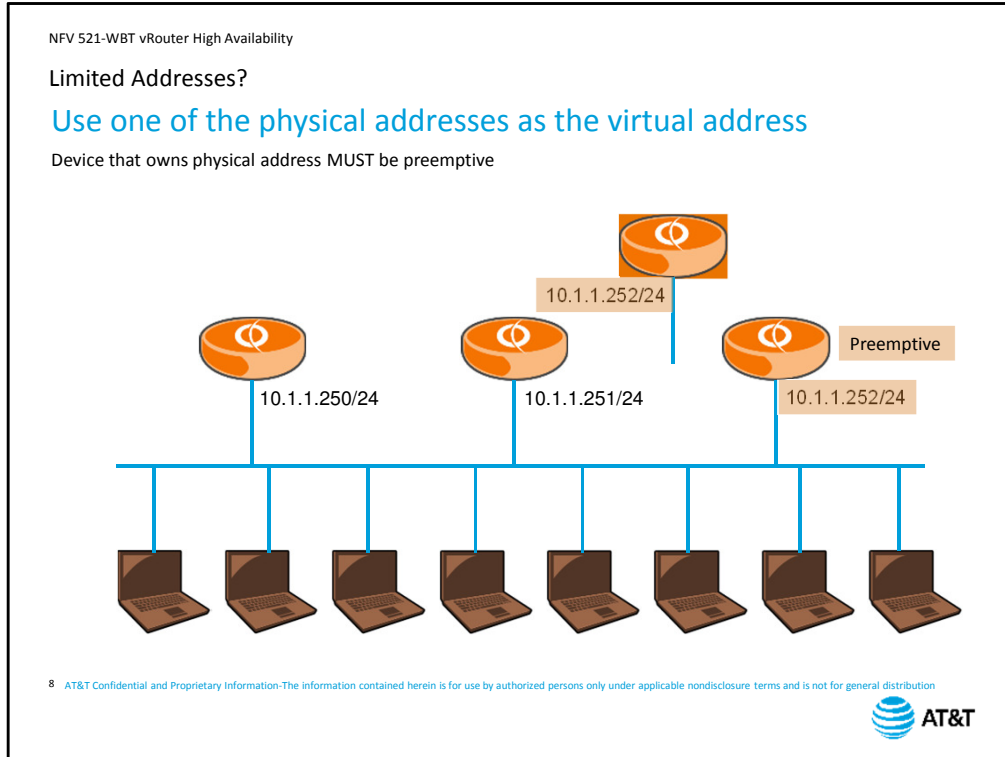 NFV 521-WBT vRouter High Availability
Limited Addresses?
Use one of the physical addresses as the virtual address
Device that owns physical address MUST be preemptive
10.1.1.252/24
Preemptive
10.1.1.250/24
10.1.1.251/24
10.1.1.252/24
8 AT&T Confidential and Proprietary Information-The information contained herein is for use by authorized persons only under applicable nondisclosure terms and is not for general distribution
AT&T